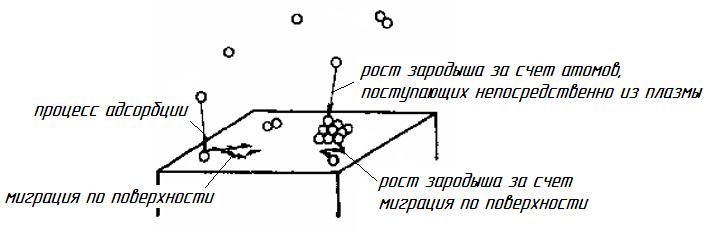 рост зародыша за счет атомов,
поступающих непосредственно из плазмы
процесс адсорбции
миграция по поверхности
рост зародыша за счет
миграция по поверхности